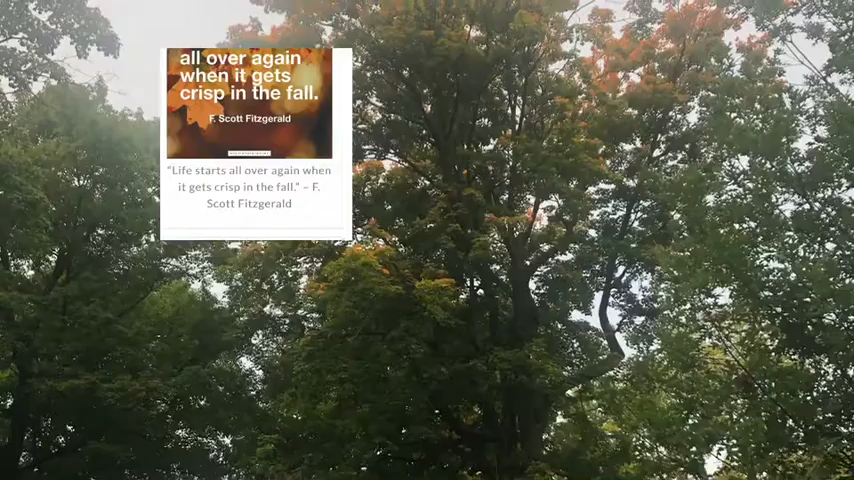 all over again
when it gets
crisp in the fall.
F. Scott Fitzgerald
“Life starts all over again when
it gets crisp in the fall.” – F.
Scott Fitzgerald